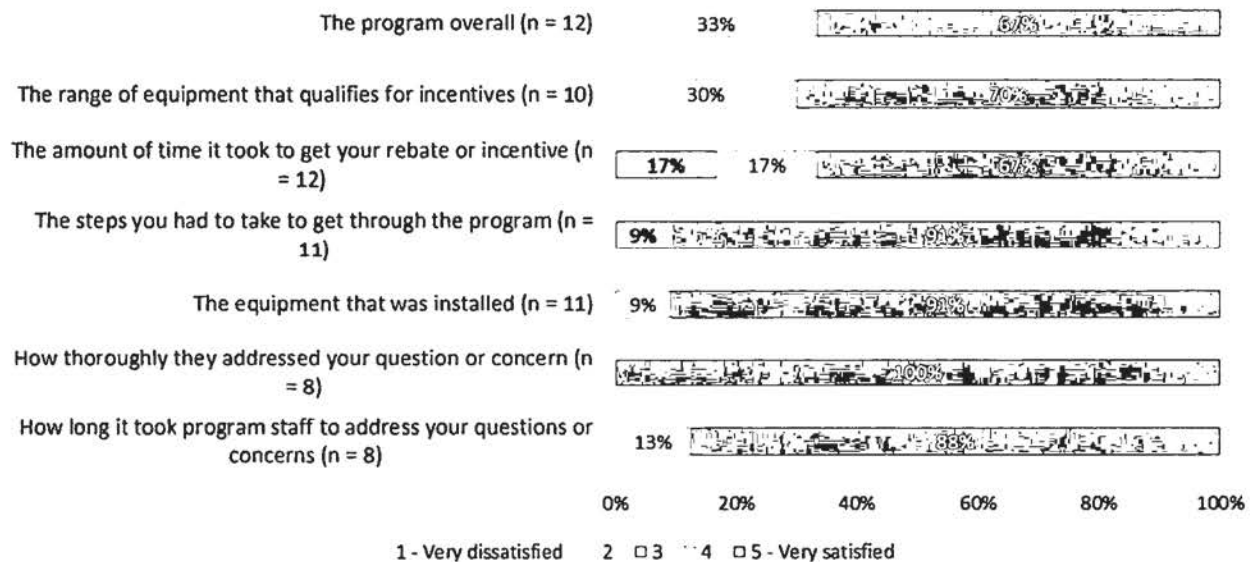 The program overall (n = 12)
33%
67%
The range of equipment that qualifies for incentives (n = 10)
30%
70%
The amount of time it took to get your rebate or incentive (n
= 12)
17%
17%
67%
The steps you had to take to get through the program (n =
11)
9%
91%
The equipment that was installed (n = 11)
9%
91%
How thoroughly they addressed your question or concern (n
= 8)
100%
How long it took program staff to address your questions or
concerns (n = 8)
13%
88%
0% 20% 40% 60% 80% 100%
1 - Very dissatisfied 2 3 4 5 - Very satisfied